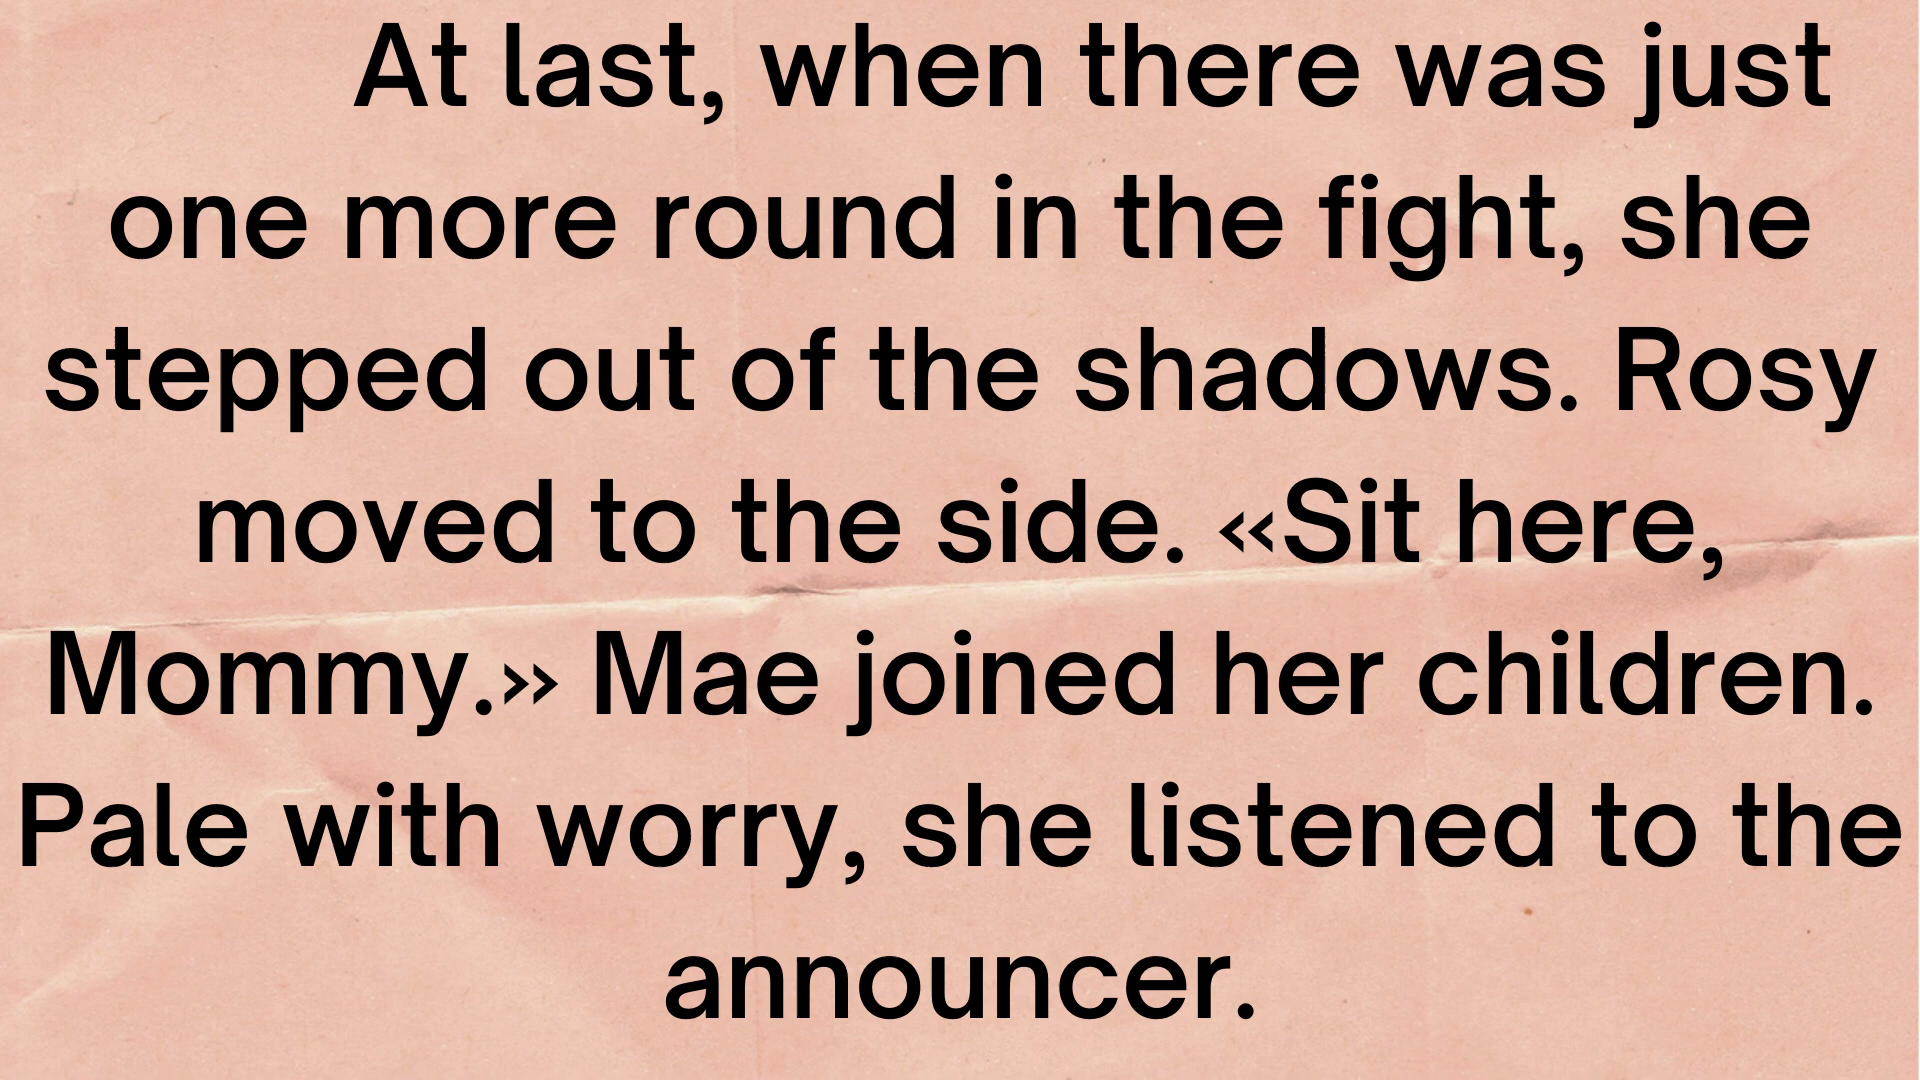 At last, when there was just
one more round in the fight, she
stepped out of the shadows. Rosy
moved to the side. «Sit here,
Mommy.» Mae joined her children.
Pale with worry, she listened to the
announcer.